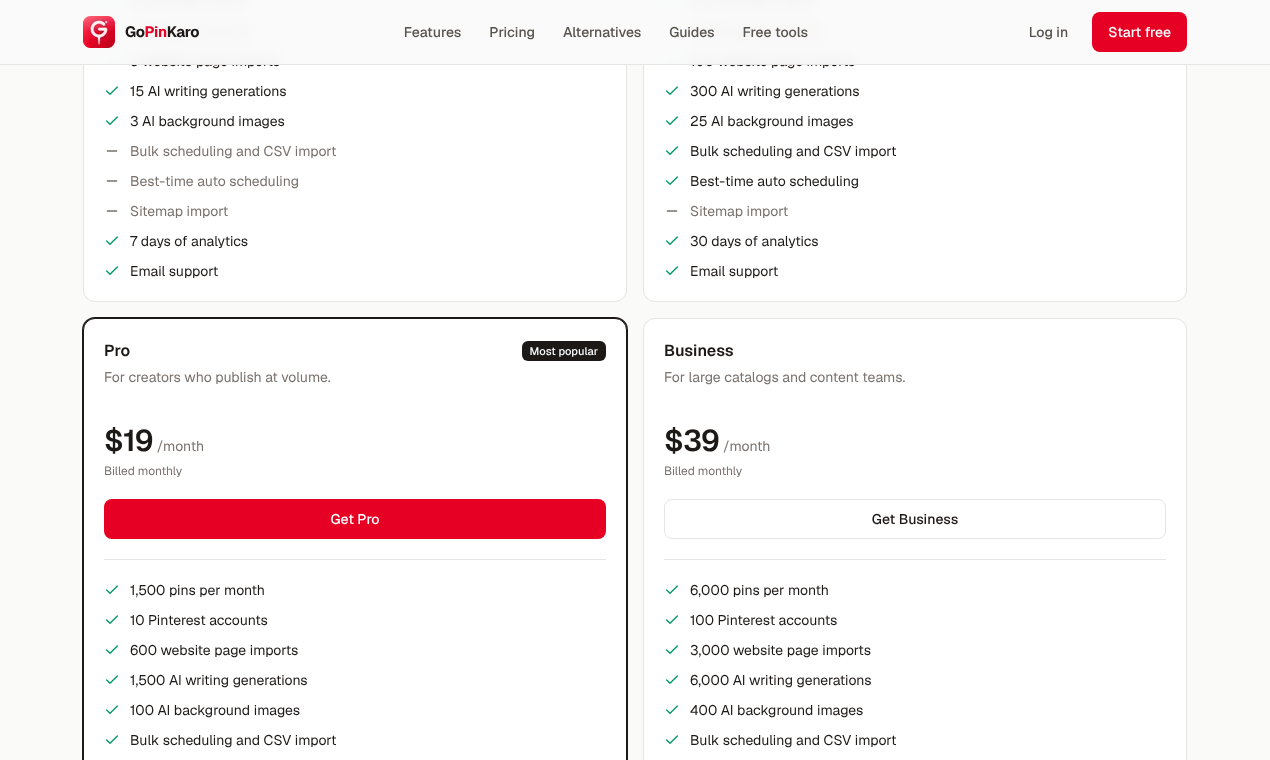 GoPinKaro
Features
Pricing
Alternatives
Guides
Free tools
Log in
Start free
15 AI writing generations
3 AI background images
Bulk scheduling and CSV import
Best-time auto scheduling
Sitemap import
7 days of analytics
Email support
300 AI writing generations
25 AI background images
Bulk scheduling and CSV import
Best-time auto scheduling
Sitemap import
30 days of analytics
Email support
Pro
Most popular
For creators who publish at volume.
$19 /month
Billed monthly
Get Pro
1,500 pins per month
10 Pinterest accounts
600 website page imports
1,500 AI writing generations
100 AI background images
Bulk scheduling and CSV import
Business
For large catalogs and content teams.
$39 /month
Billed monthly
Get Business
6,000 pins per month
100 Pinterest accounts
3,000 website page imports
6,000 AI writing generations
400 AI background images
Bulk scheduling and CSV import